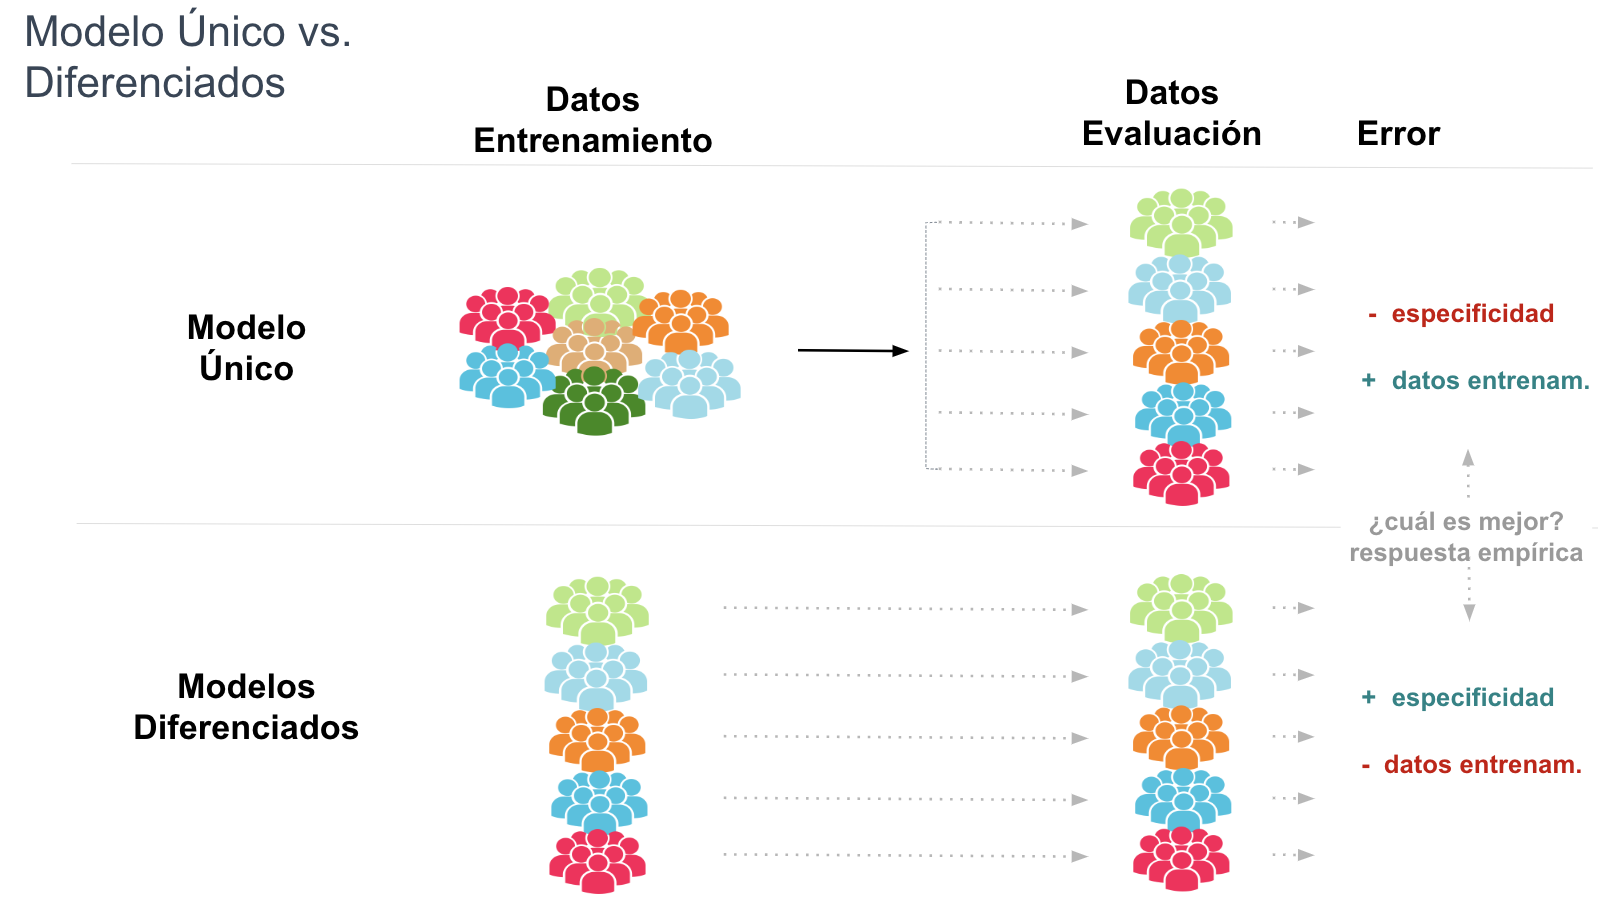 Modelo Único vs.
Diferenciados
Datos
Entrenamiento
Datos
Evaluación
Error
Modelo
Único
- especificidad
+ datos entrenam.
¿cuál es mejor?
respuesta empírica
Modelos
Diferenciados
+ especificidad
- datos entrenam.